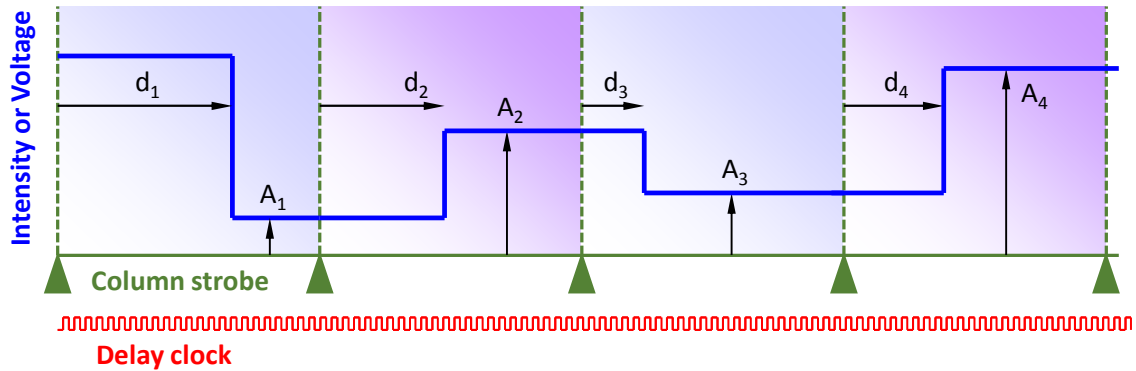 Intensity or Voltage
d₁
d₂
d₃
d₄
A₁
A₂
A₃
A₄
Column strobe
Delay clock